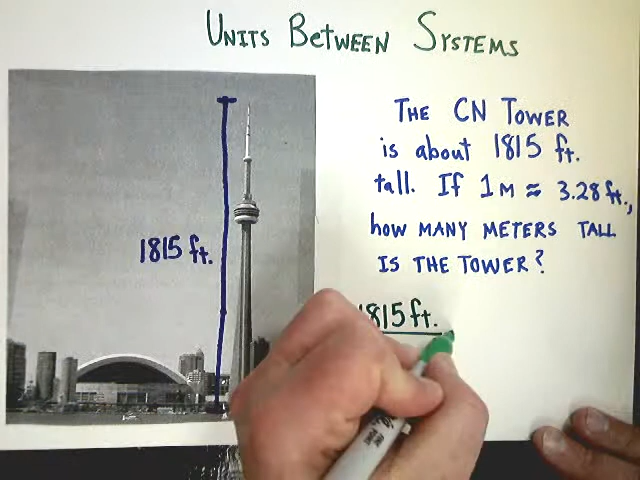 UNITS BETWEEN SYSTEMS
THE CN TOWER
is about 1815 ft.
tall. IF 1M ≈ 3.28 ft.,
how MANY METERS TALL
IS THE TOWER?
1815 ft.
1815 ft.